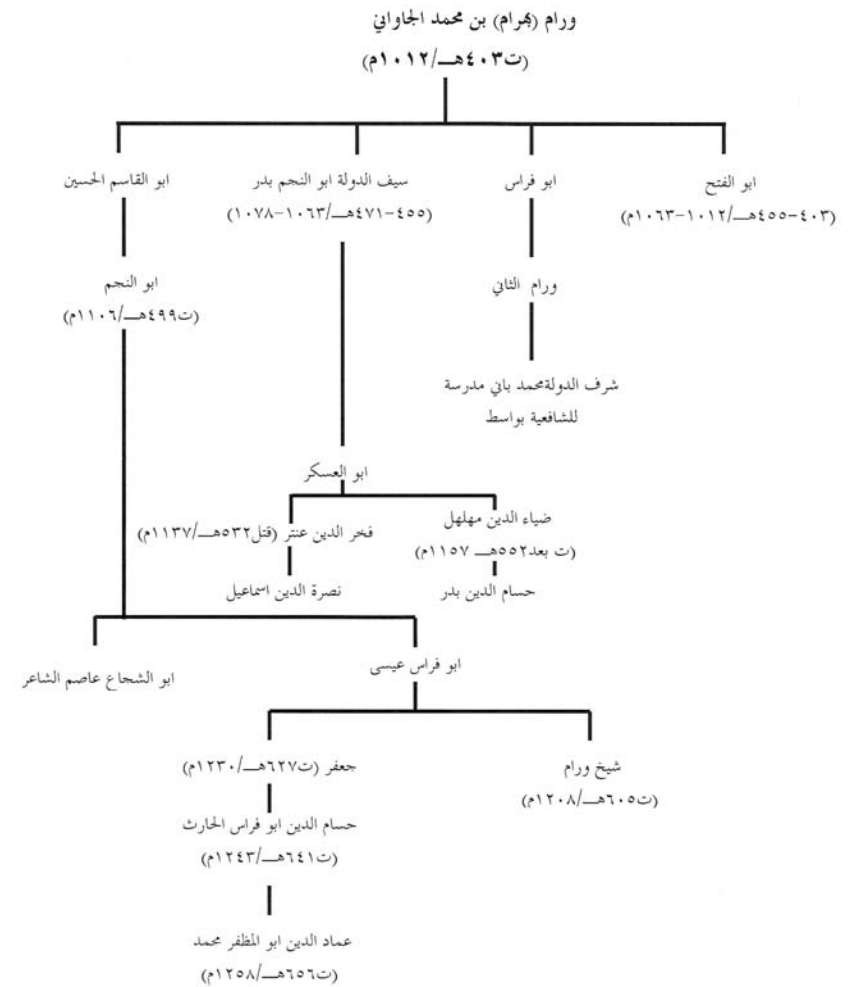 ورام (بهرام) بن محمد الجاواني
(ت٤٠٣هـ/١٠١٢م)
ابو الفتح
(٤٠٣-٤٥٥هـ/١٠١٢-١٠٦٣م)
ابو فراس
سيف الدولة ابو النجم بدر
(٤٥٥-٤٧١هـ/١٠٦٣-١٠٧٨)
ابو القاسم الحسين
ورام الثاني
ابو النجم
(ت٤٩٩هـ/١١٠٦م)
شرف الدولةمحمد باني مدرسة
للشافعية بواسط
ابو العسكر
ضياء الدين مهلهل
(ت بعد٥٥٢هـ ١١٥٧م)
فخر الدين عنتر (قتل٥٣٢هـ/١١٣٧م)
حسام الدين بدر
نصرة الدين اسماعيل
ابو فراس عيسى
ابو الشجاع عاصم الشاعر
شيخ ورام
(ت٦٠٥هـ/١٢٠٨م)
جعفر (ت٦٢٧هـ/١٢٣٠م)
حسام الدين ابو فراس الحارث
(ت٦٤١هـ/١٢٤٣م)
عماد الدين ابو المظفر محمد
(ت٦٥٦هـ/١٢٥٨م)